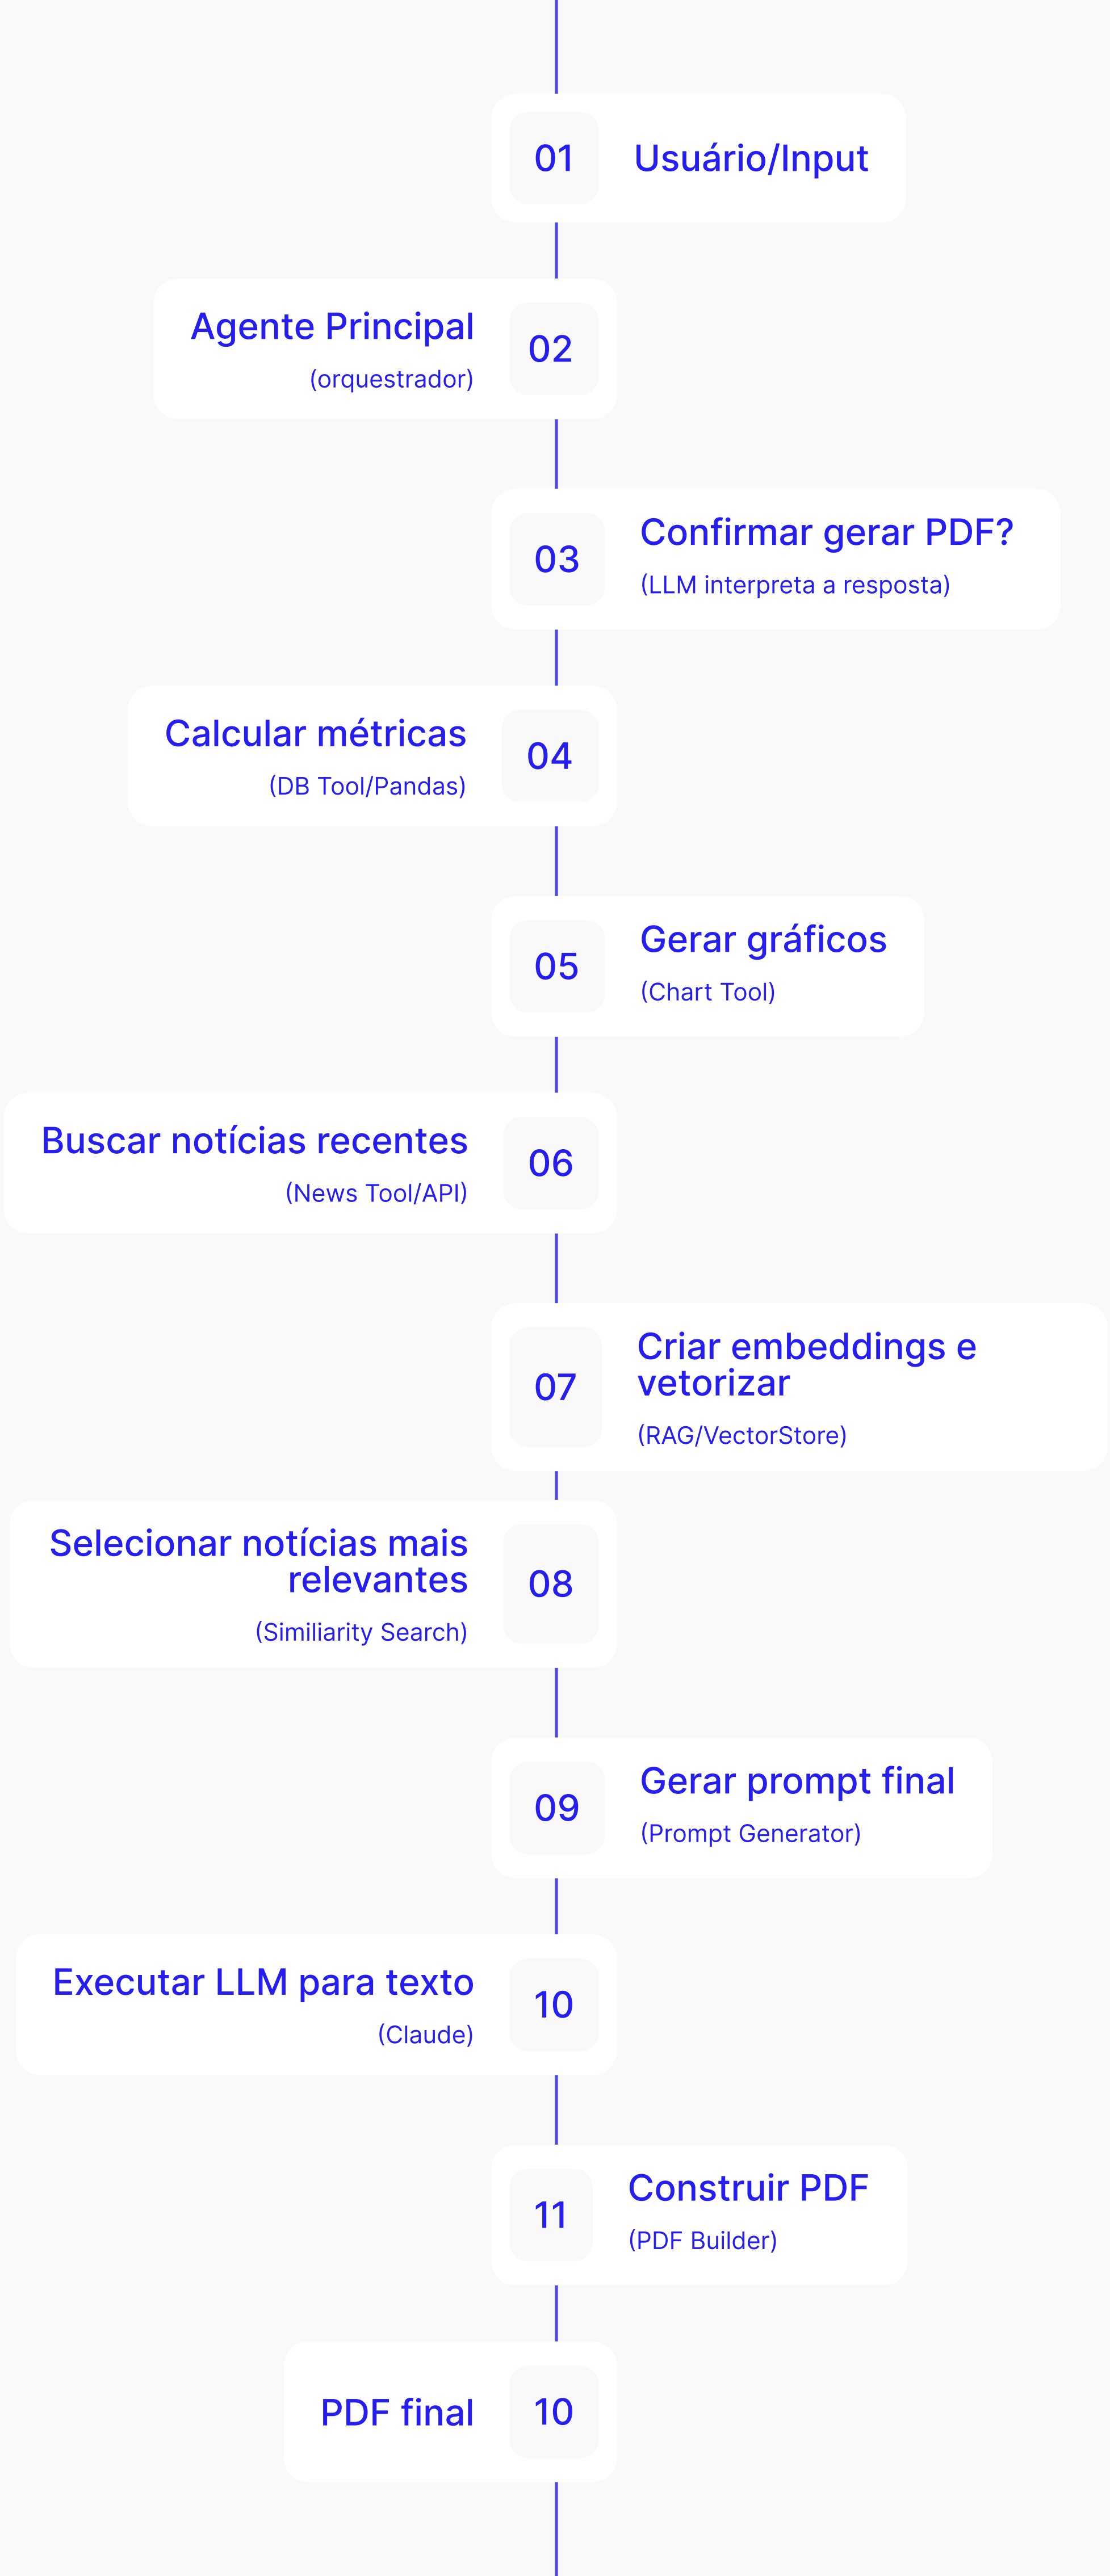 01
Usuário/Input
Agente Principal
(orquestrador)
02
03
Confirmar gerar PDF?
(LLM interpreta a resposta)
Calcular métricas
(DB Tool/Pandas)
04
05
Gerar gráficos
(Chart Tool)
Buscar notícias recentes
(News Tool/API)
06
07
Criar embeddings e
vetorizar
(RAG/VectorStore)
Selecionar notícias mais
relevantes
(Similiarity Search)
08
09
Gerar prompt final
(Prompt Generator)
Executar LLM para texto
(Claude)
10
11
Construir PDF
(PDF Builder)
PDF final
10